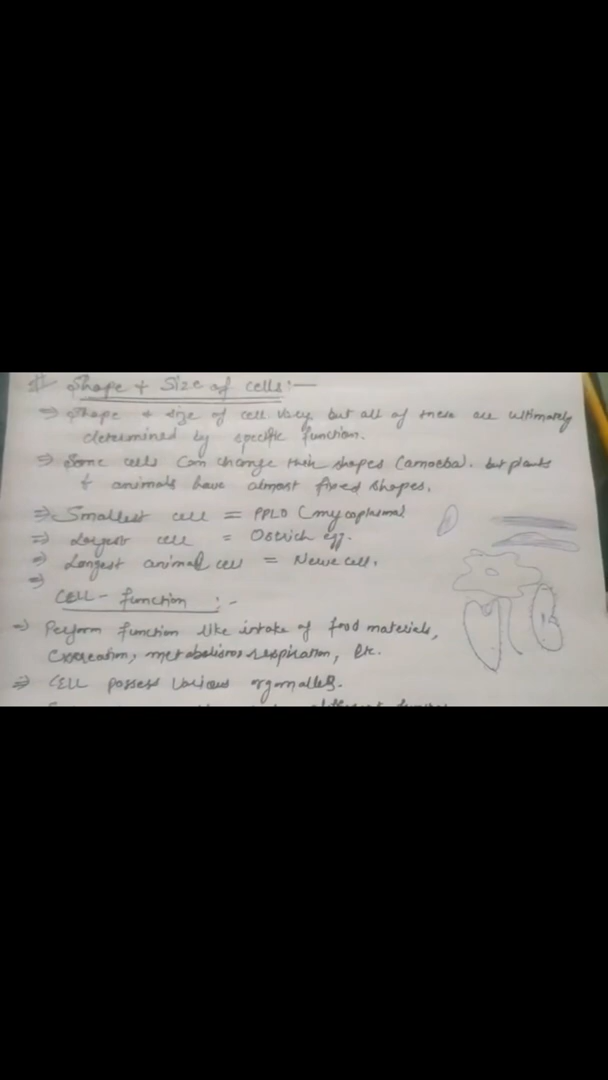 # Shape & Size of cells:-
⇒ Shape & size of cell vary but all of these are ultimately
determined by specific function.
⇒ Some cells can change their shapes (amoeba). but plants
& animals have almost fixed shapes.
⇒ Smallest cell = PPLO (mycoplasma)
⇒ Largest cell = Ostrich egg.
⇒ Longest animal cell = Nerve cell.
⇒
CELL - function :-
⇒ Perform function like intake of food materials,
respiration, etc.
⇒ CELL possess various
different